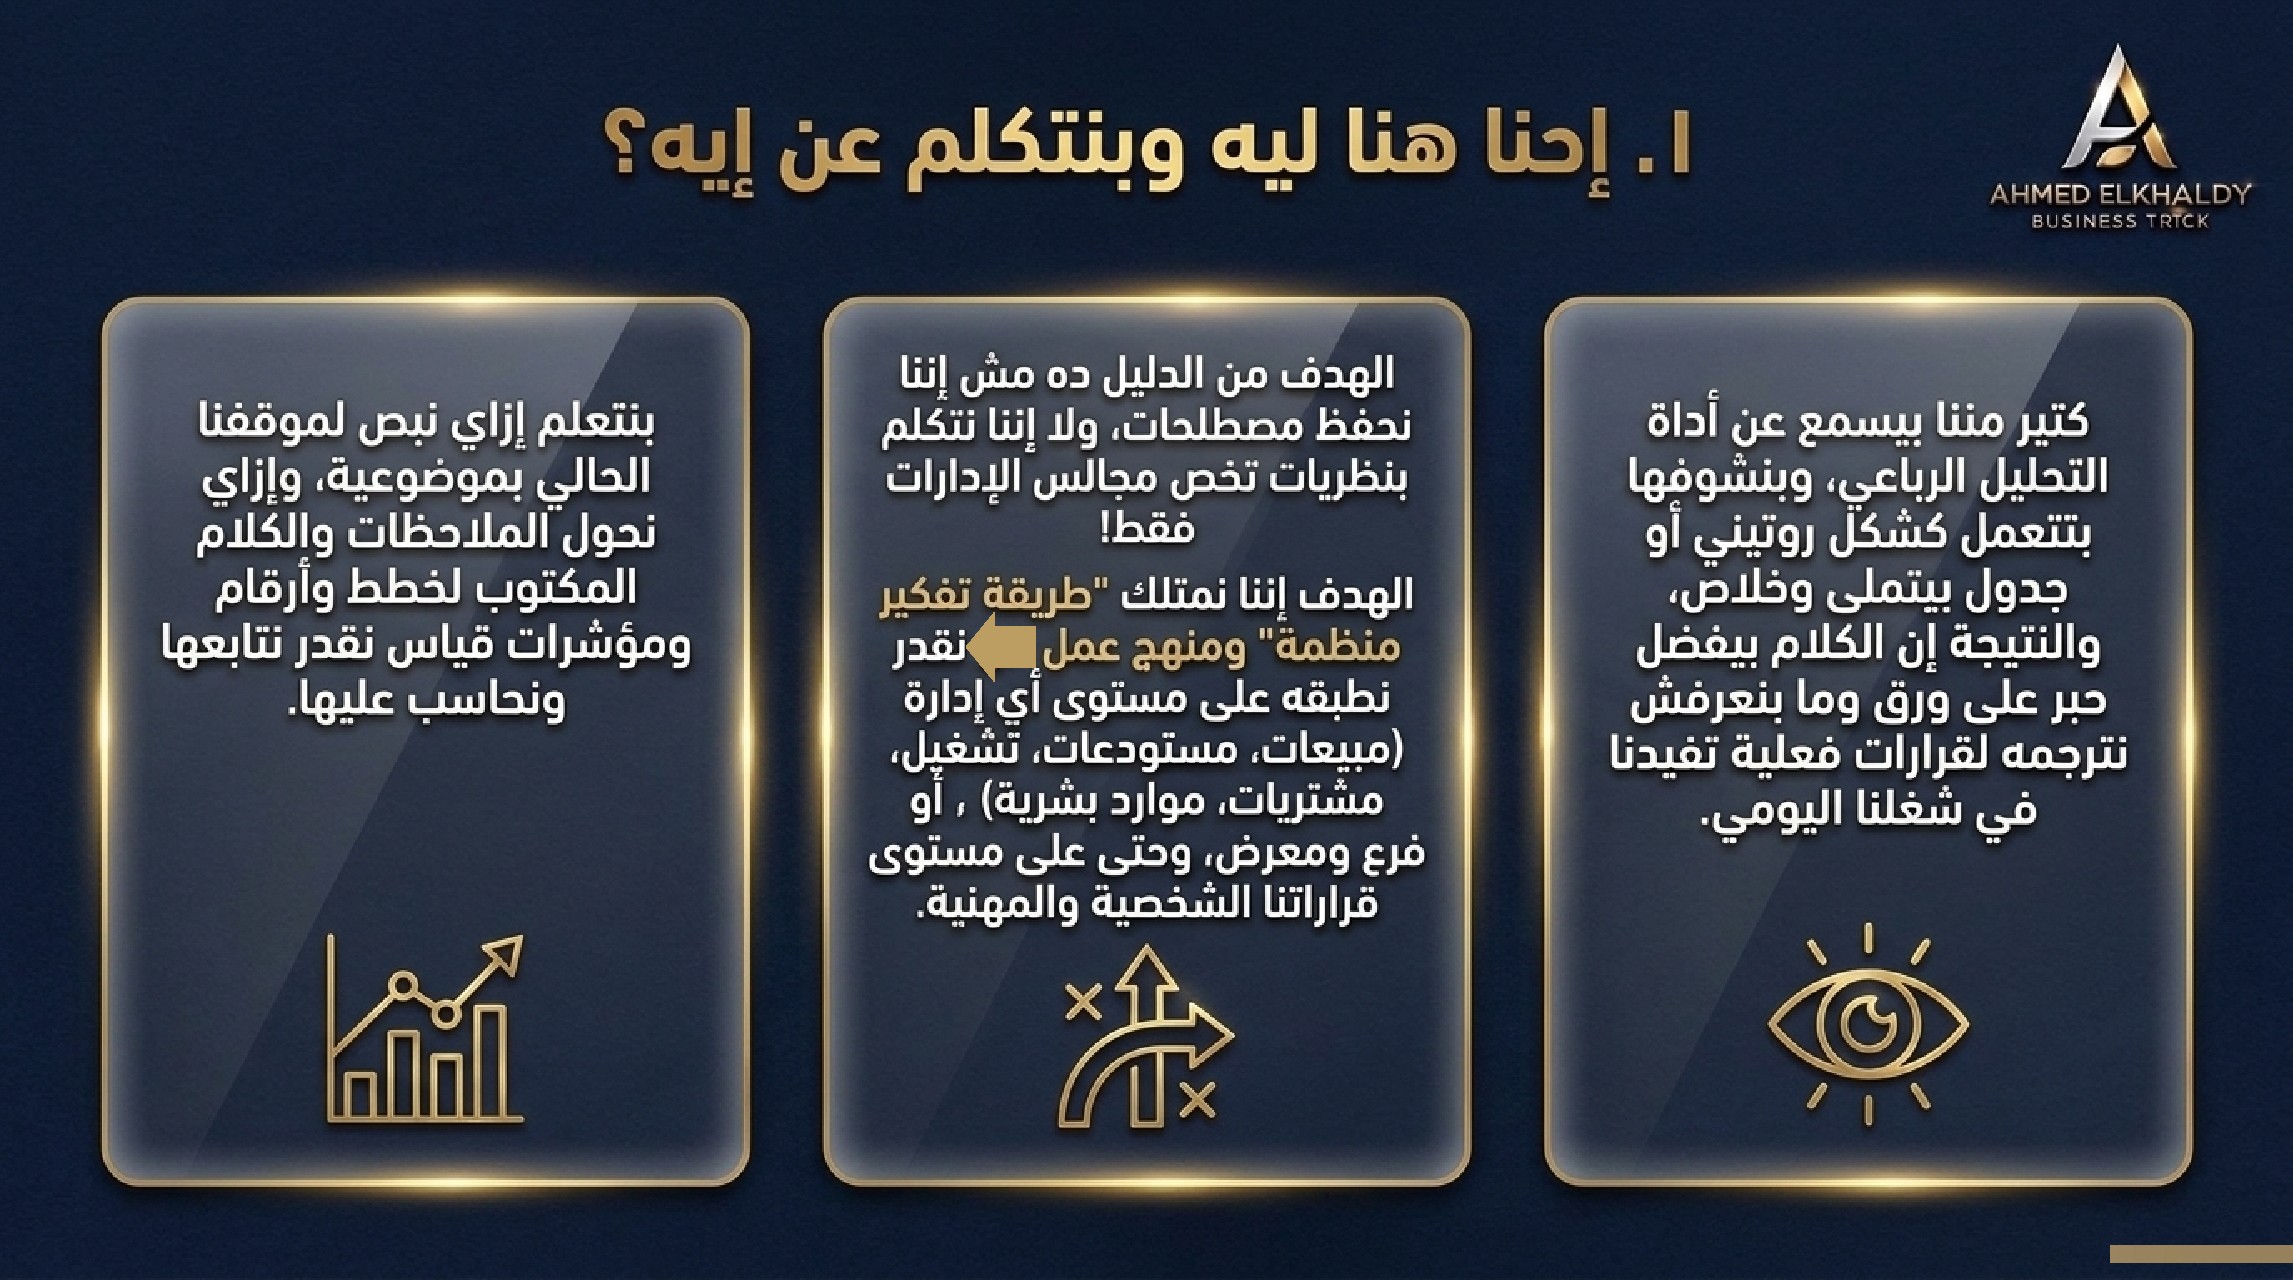 ١. إحنا هنا ليه وبنتكلم عن إيه؟
AHMED ELKHALDY
BUSINESS TRICK
كتير مننا بيسمع عن أداة
التحليل الرباعي، وبنشوفها
بتتعمل كشكل روتيني أو
جدول بيتملى وخلاص،
والنتيجة إن الكلام بيفضل
حبر على ورق وما بنعرفش
نترجمه لقرارات فعلية تفيدنا
في شغلنا اليومي.
الهدف من الدليل ده مش إننا
نحفظ مصطلحات، ولا إننا نتكلم
بنظريات تخص مجالس الإدارات
فقط!
الهدف إننا نمتلك "طريقة تفكير
منظمة" ومنهج عمل نقدر
نطبقه على مستوى أي إدارة
(مبيعات، مستودعات، تشغيل،
مشتريات، موارد بشرية) , أو
فرع ومعرض، وحتى على مستوى
قراراتنا الشخصية والمهنية.
بنتعلم إزاي نبص لموقفنا
الحالي بموضوعية، وإزاي
نحول الملاحظات والكلام
المكتوب لخطط وأرقام
ومؤشرات قياس نقدر نتابعها
ونحاسب عليها.